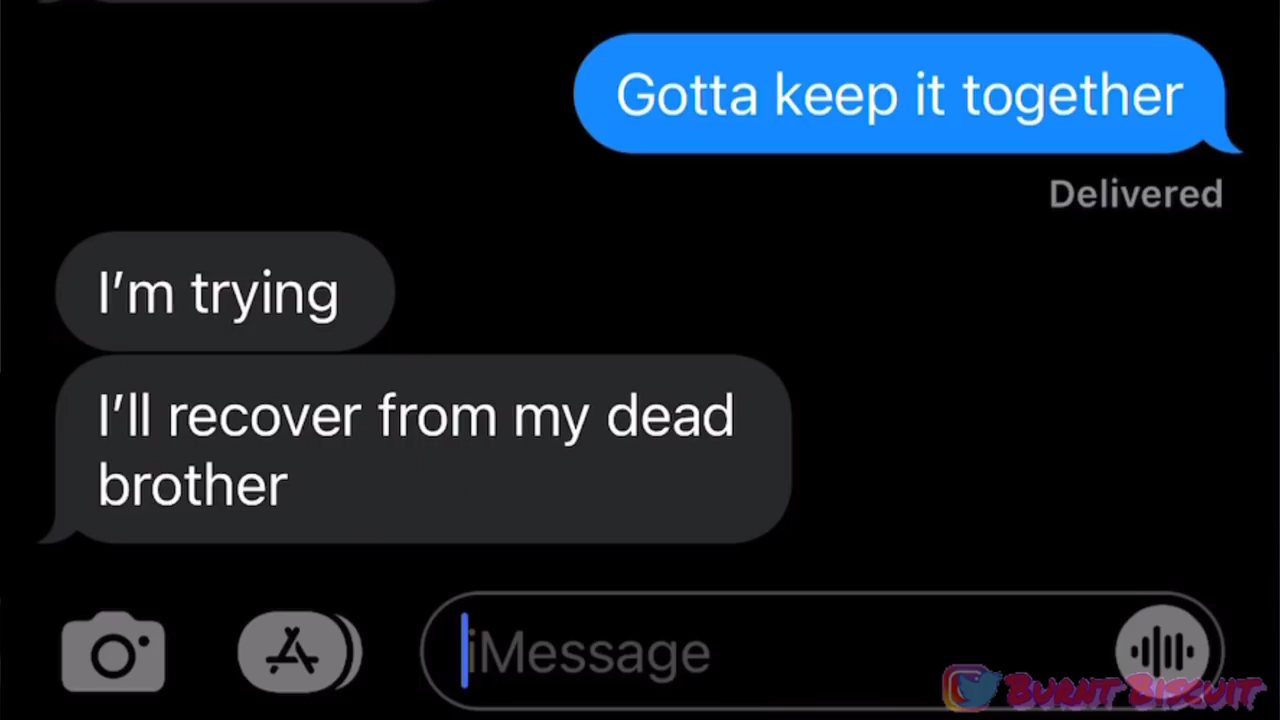 Gotta keep it together
Delivered
I'm trying
I'll recover from my dead
brother
iMessage
Burnt Biscuit